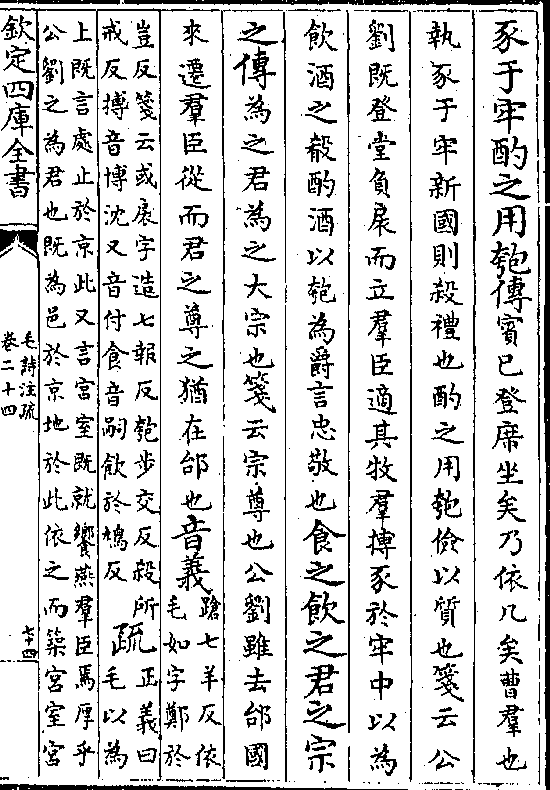 豕于牢酌之用匏傳賓已登席坐矣乃依几矣曹羣也
執豕于牢新國則殺禮也酌之用匏儉以質也箋云公
劉既登堂負扆而立羣臣適其牧羣搏豕於牢中以為
飲酒之殽酌酒以匏為爵言忠敬也食之飲之君之宗
之傳為之君為之大宗也箋云宗尊也公劉雖去邰國
來遷羣臣從而君之尊之猶在邰也音義蹌七羊反依
毛如字鄭於
豈反箋云或扆字造七報反匏步交反殺所
戒反搏音博沈又音付食音嗣飲於鴆反
疏正義曰
毛以為
上既言處止於京此又言宮室既就饗燕羣臣焉厚乎
公劉之為君也既為邑於京地於此依之而築宮室宮
欽定四庫全書
毛詩注疏
卷二十四
七十四